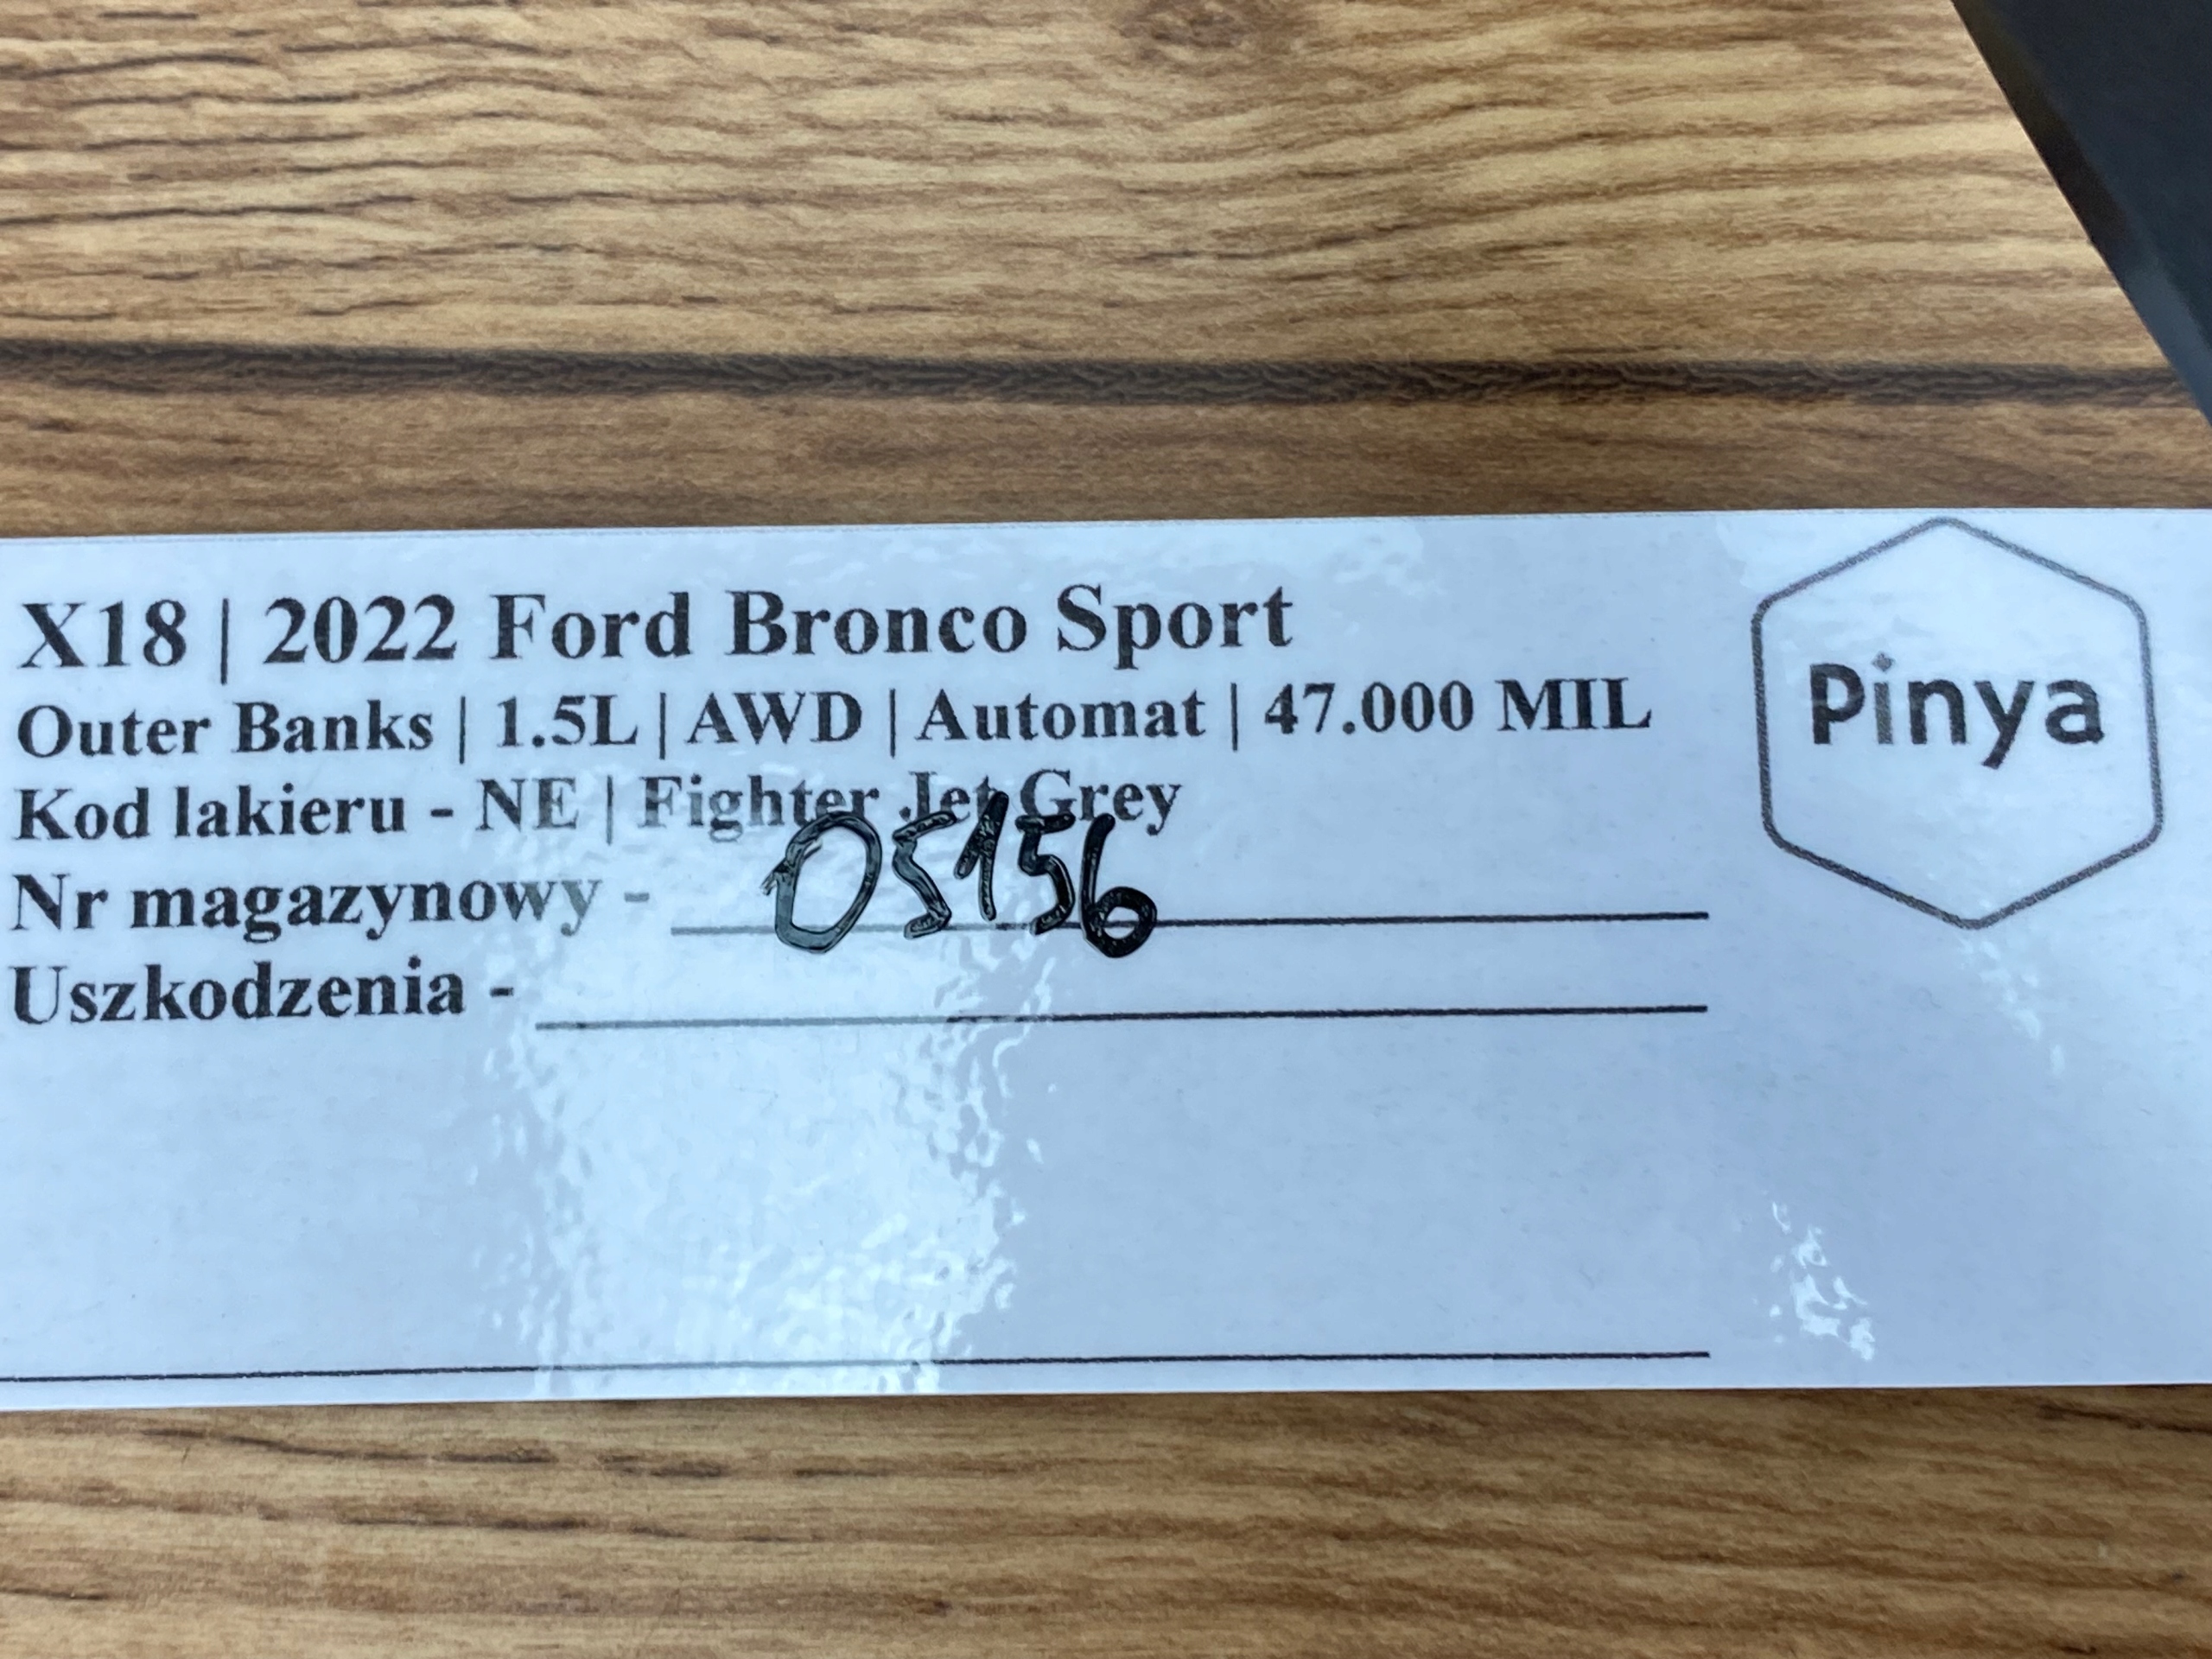 X18 | 2022 Ford Bronco Sport
Outer Banks | 1.5L | AWD | Automat | 47.000 MIL
Kod lakieru - NE | Fighter Jet Grey
Nr magazynowy - 05156
Uszkodzenia -
Pinya